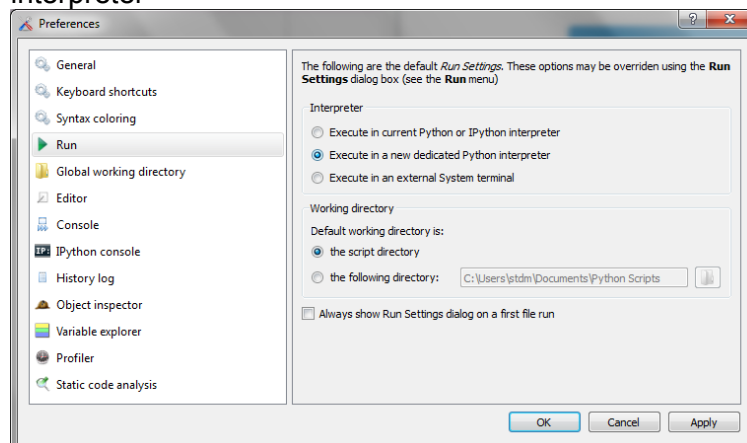 interpreter
Preferences
General
Keyboard shortcuts
Syntax coloring
Run
Global working directory
Editor
Console
IP: IPython console
History log
Object inspector
Variable explorer
Profiler
Static code analysis
The following are the default Run Settings. These options may be overriden using the Run
Settings dialog box (see the Run menu)
Interpreter
Execute in current Python or IPython interpreter
Execute in a new dedicated Python interpreter
Execute in an external System terminal
Working directory
Default working directory is:
the script directory
the following directory: C:\Users\stdm\Documents\Python Scripts
Always show Run Settings dialog on a first file run
OK Cancel Apply